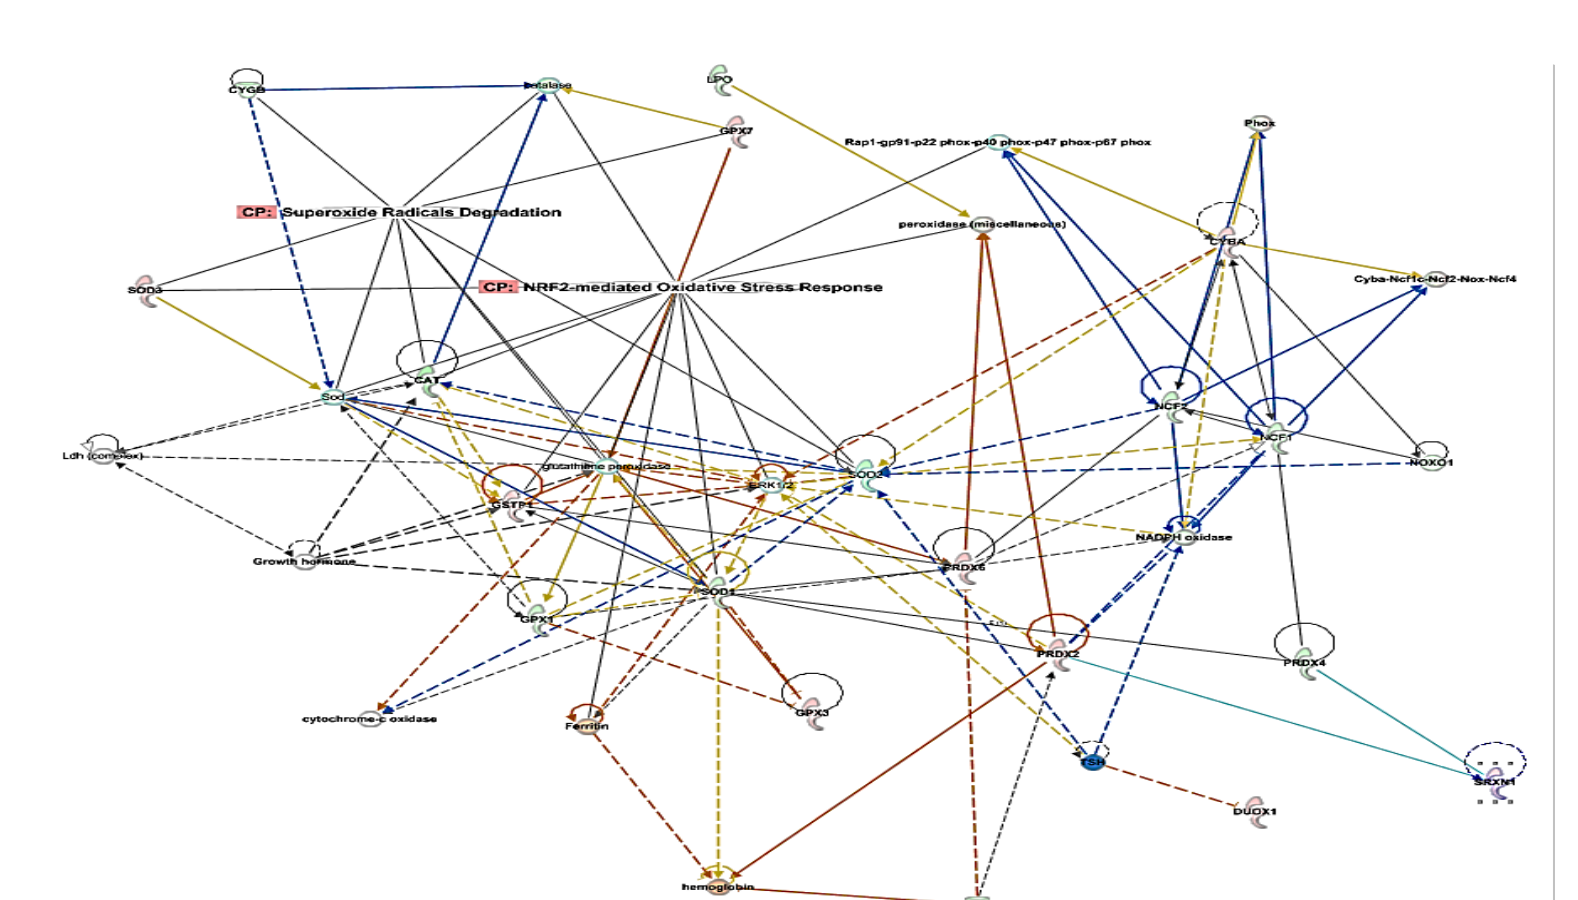 CYGB
catalase
LPO
GPX7
Phox
Rap1-gp91-p22 phox-p40 phox-p47 phox-p67 phox
CP: Superoxide Radicals Degradation
peroxidase (miscellaneous)
CYBA
SOD3
CP: NRF2-mediated Oxidative Stress Response
Cyba-Ncf1c-Ncf2-Nox-Ncf4
CAT
Sod
NCF2
NCF1
Ldh (complex)
glutathione peroxidase
SOD2
NOXO1
ERK1/2
GSTP1
NADPH oxidase
Growth hormone
PRDX6
SOD1
GPX1
PRDX2
PRDX4
cytochrome-c oxidase
GPX3
Ferritin
TSH
SRXN1
DUOX1
hemoglobin